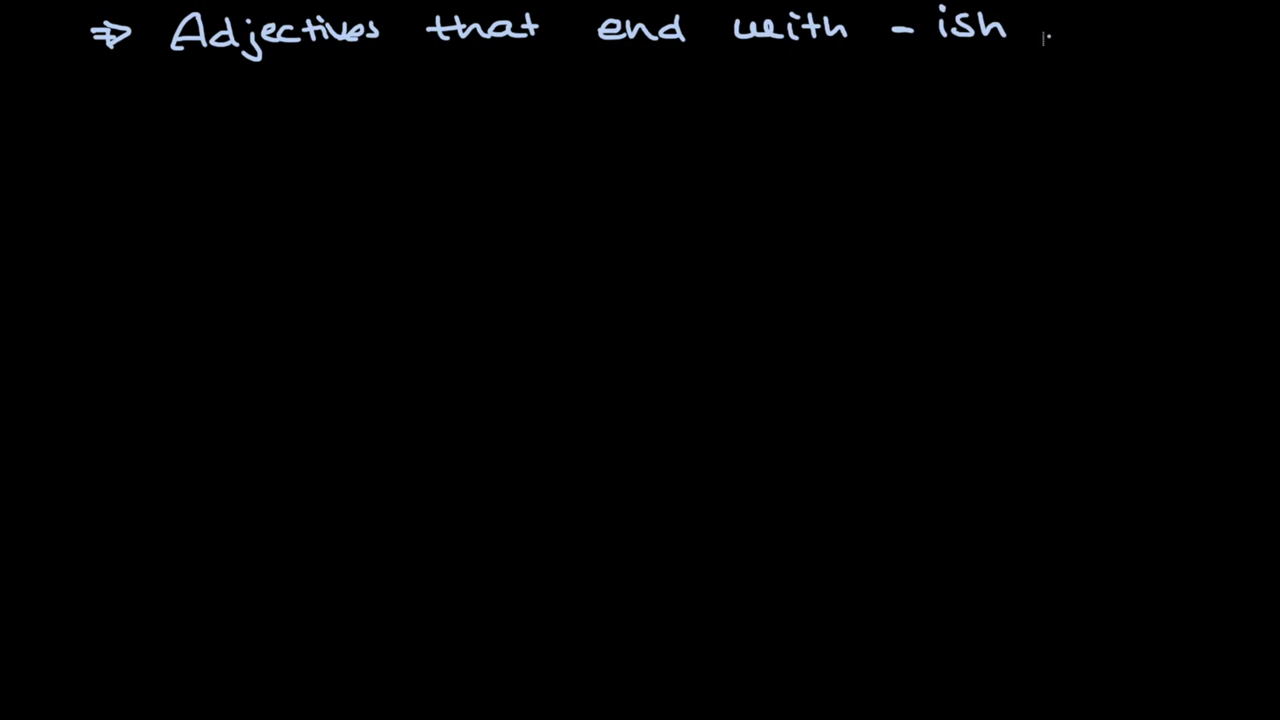 ⇒ Adjectives that end with - ish